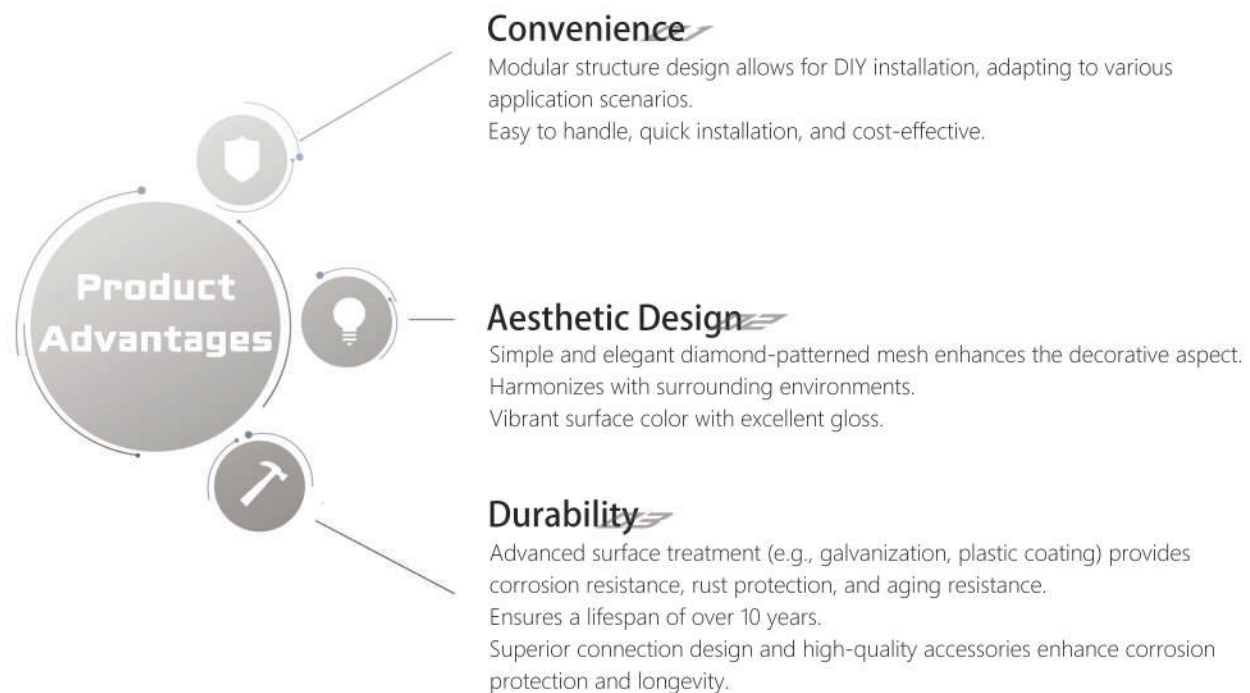 Convenience
Modular structure design allows for DIY installation, adapting to various
application scenarios.
Easy to handle, quick installation, and cost-effective.
Product
Advantages
Aesthetic Design
Simple and elegant diamond-patterned mesh enhances the decorative aspect.
Harmonizes with surrounding environments.
Vibrant surface color with excellent gloss.
Durability
Advanced surface treatment (e.g., galvanization, plastic coating) provides
corrosion resistance, rust protection, and aging resistance.
Ensures a lifespan of over 10 years.
Superior connection design and high-quality accessories enhance corrosion
protection and longevity.